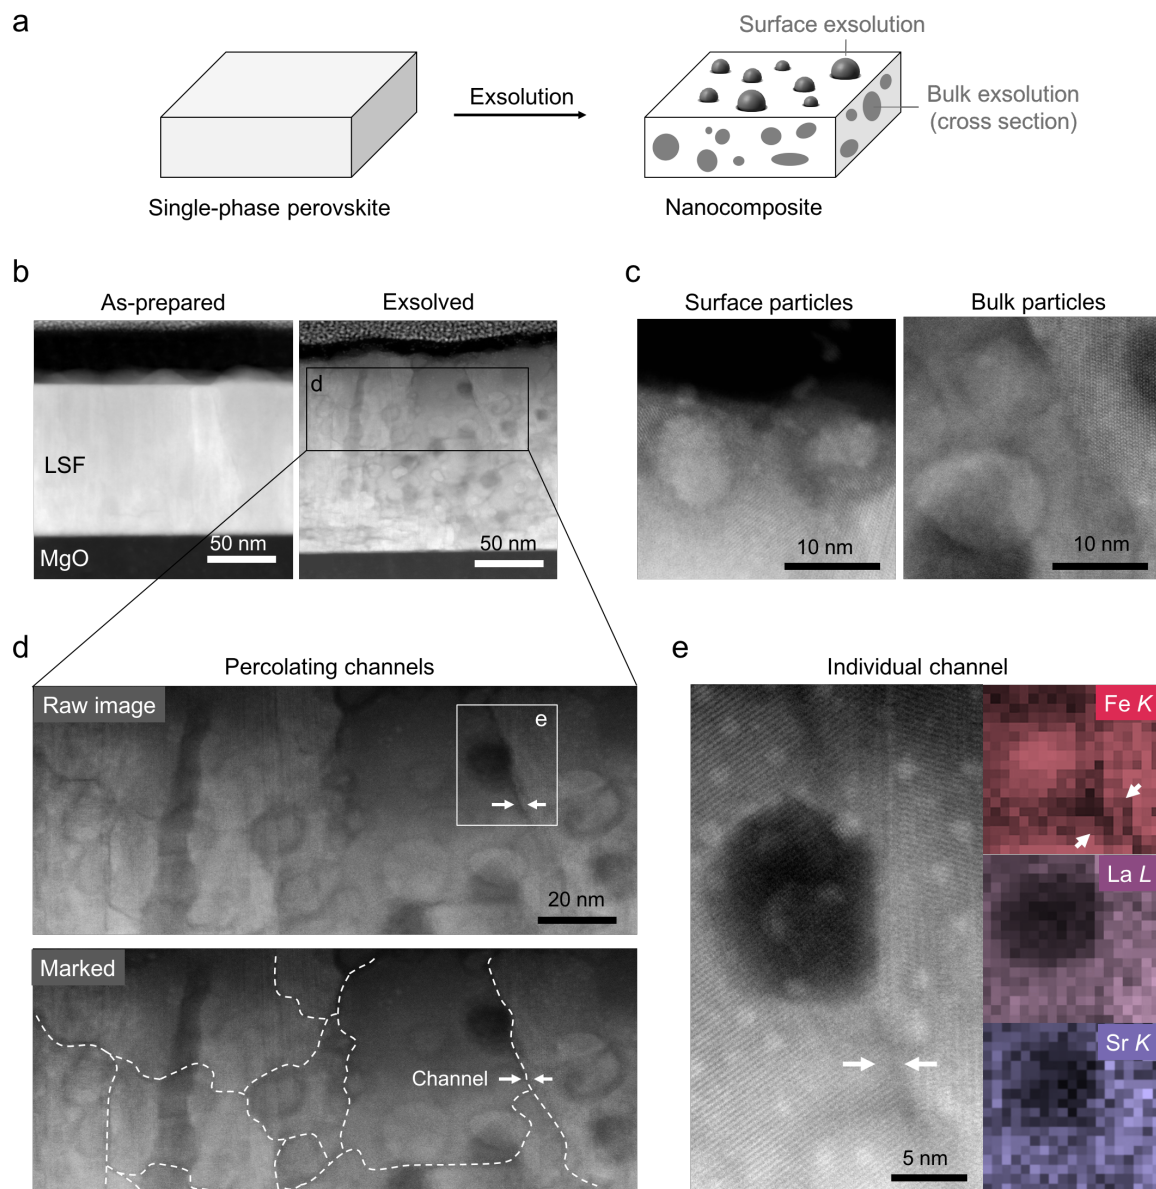 a
Surface exsolution
Exsolution
Bulk exsolution
(cross section)
Single-phase perovskite
Nanocomposite
b
As-prepared
Exsolved
d
LSF
MgO
50 nm
50 nm
c
Surface particles
Bulk particles
10 nm
10 nm
d
Percolating channels
Raw image
e
20 nm
Marked
Channel
e
Individual channel
Fe K
La L
Sr K
5 nm